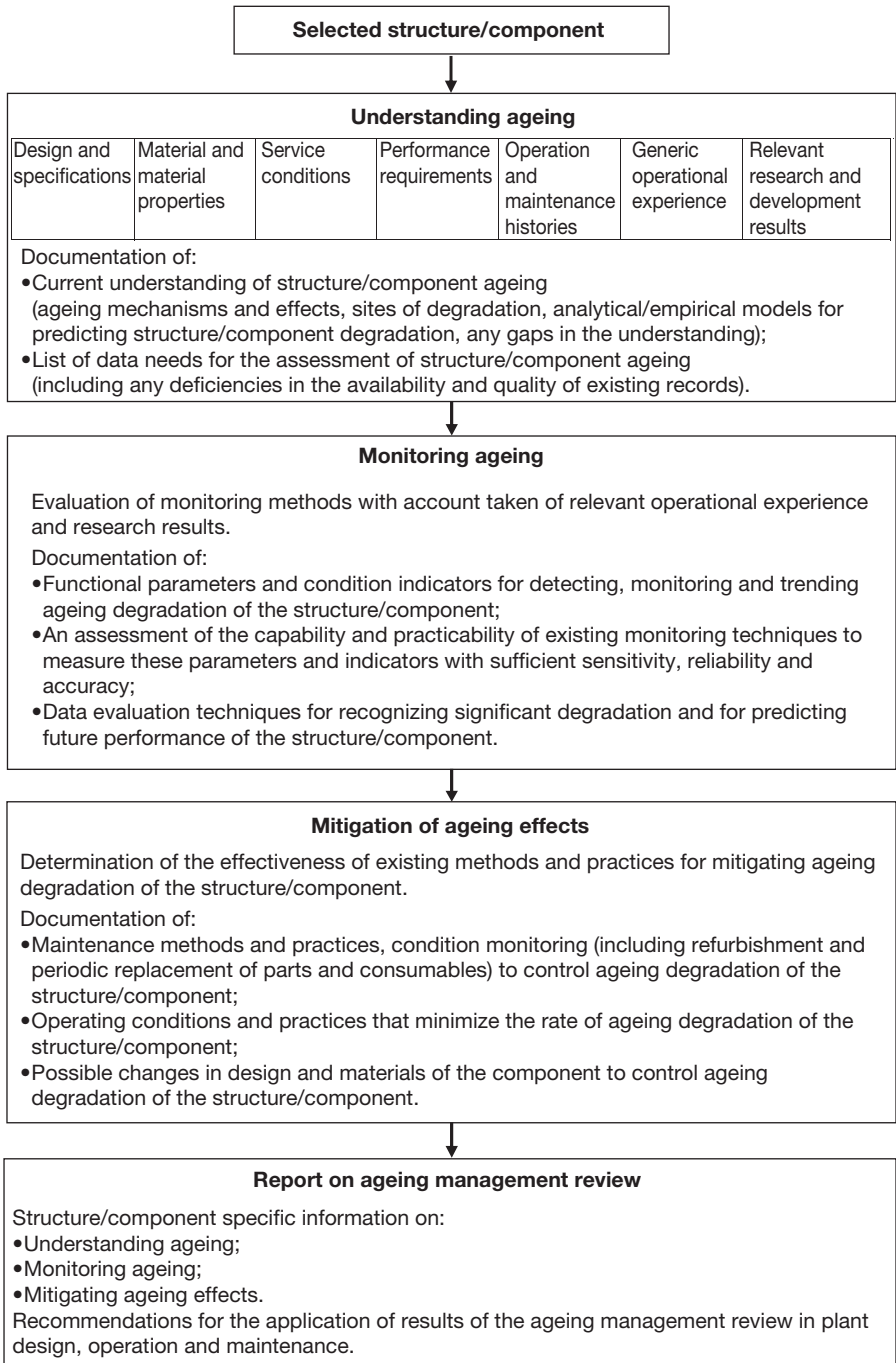 Selected structure/component
Understanding ageing
Design and
specifications
Material and
material
properties
Service
conditions
Performance
requirements
Operation
and
maintenance
histories
Generic
operational
experience
Relevant
research and
development
results
Documentation of:
•Current understanding of structure/component ageing
(ageing mechanisms and effects, sites of degradation, analytical/empirical models for
predicting structure/component degradation, any gaps in the understanding);
•List of data needs for the assessment of structure/component ageing
(including any deficiencies in the availability and quality of existing records).
Monitoring ageing
Evaluation of monitoring methods with account taken of relevant operational experience
and research results.
Documentation of:
•Functional parameters and condition indicators for detecting, monitoring and trending
ageing degradation of the structure/component;
•An assessment of the capability and practicability of existing monitoring techniques to
measure these parameters and indicators with sufficient sensitivity, reliability and
accuracy;
•Data evaluation techniques for recognizing significant degradation and for predicting
future performance of the structure/component.
Mitigation of ageing effects
Determination of the effectiveness of existing methods and practices for mitigating ageing
degradation of the structure/component.
Documentation of:
•Maintenance methods and practices, condition monitoring (including refurbishment and
periodic replacement of parts and consumables) to control ageing degradation of the
structure/component;
•Operating conditions and practices that minimize the rate of ageing degradation of the
structure/component;
•Possible changes in design and materials of the component to control ageing
degradation of the structure/component.
Report on ageing management review
Structure/component specific information on:
•Understanding ageing;
•Monitoring ageing;
•Mitigating ageing effects.
Recommendations for the application of results of the ageing management review in plant
design, operation and maintenance.